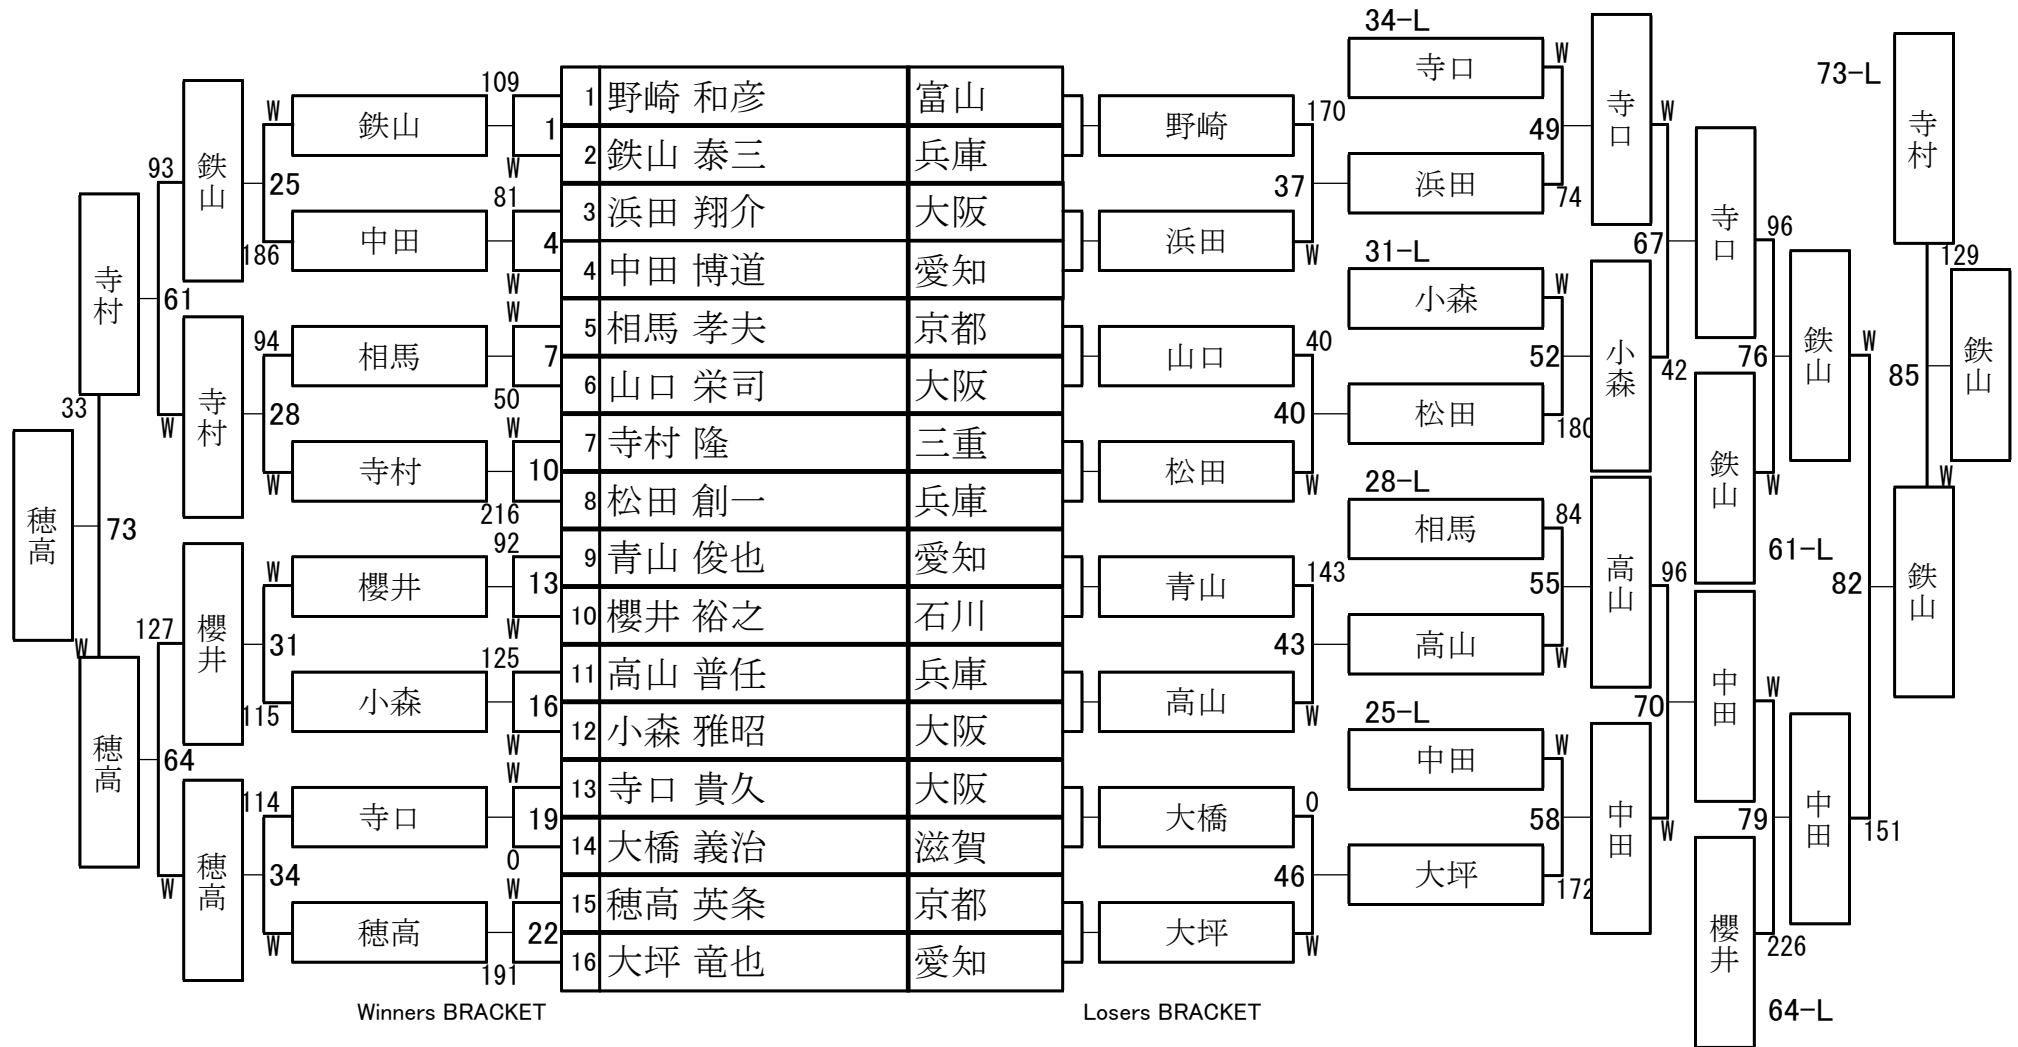 34-L
寺口
W
寺口
寺村
73-L
109
1 野崎 和彦 富山
170
W
鉄山
1
野崎
49
W
鉄山
2 鉄山 泰三 兵庫
W
93
25
37
浜田
74
81
3 浜田 翔介 大阪
寺口
96
186
中田
4
浜田
67
129
4 中田 博道 愛知
W
31-L
W
寺村
61
小森
W
W
5 相馬 孝夫 京都
40
94
相馬
7
山口
52
小森
42
76
鉄山
W
85
鉄山
6 山口 栄司 大阪
50
33
W
寺村
28
40
松田
180
W
7 寺村 隆 三重
W
寺村
10
松田
W
鉄山
W
W
8 松田 創一 兵庫
216
28-L
穂高
73
相馬
84
92
9 青山 俊也 愛知
61-L
W
櫻井
13
青山
143
55
高山
96
82
鉄山
10 櫻井 裕之 石川
W
127
櫻井
31
43
高山
W
W
125
11 高山 普任 兵庫
中田
W
115
小森
16
高山
W
70
12 小森 雅昭 大阪
W
25-L
穂高
64
中田
W
W
13 寺口 貴久 大阪
0
114
寺口
19
大橋
58
中田
W
79
中田
151
14 大橋 義治 滋賀
0
W
穂高
34
46
大坪
172
W
15 穂高 英条 京都
W
穂高
22
大坪
W
櫻井
226
16 大坪 竜也 愛知
191
Winners BRACKET
Losers BRACKET
64-L